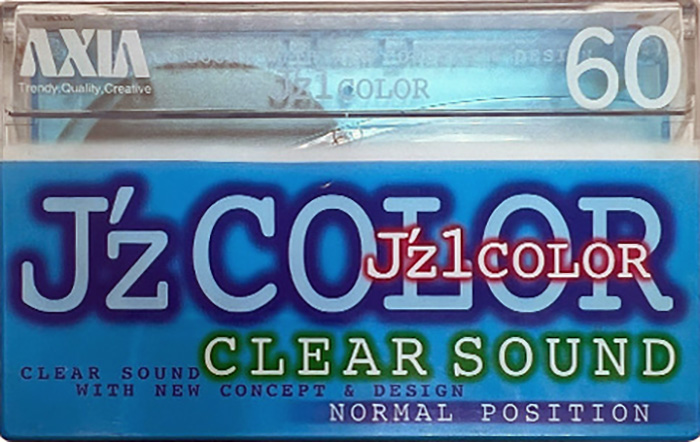 AXIA
Trendy,Quality,Creative
60
J'z1COLOR
J'zCOLOR
J'z1COLOR
CLEAR SOUND
CLEAR SOUND
WITH NEW CONCEPT & DESIGN
NORMAL POSITION